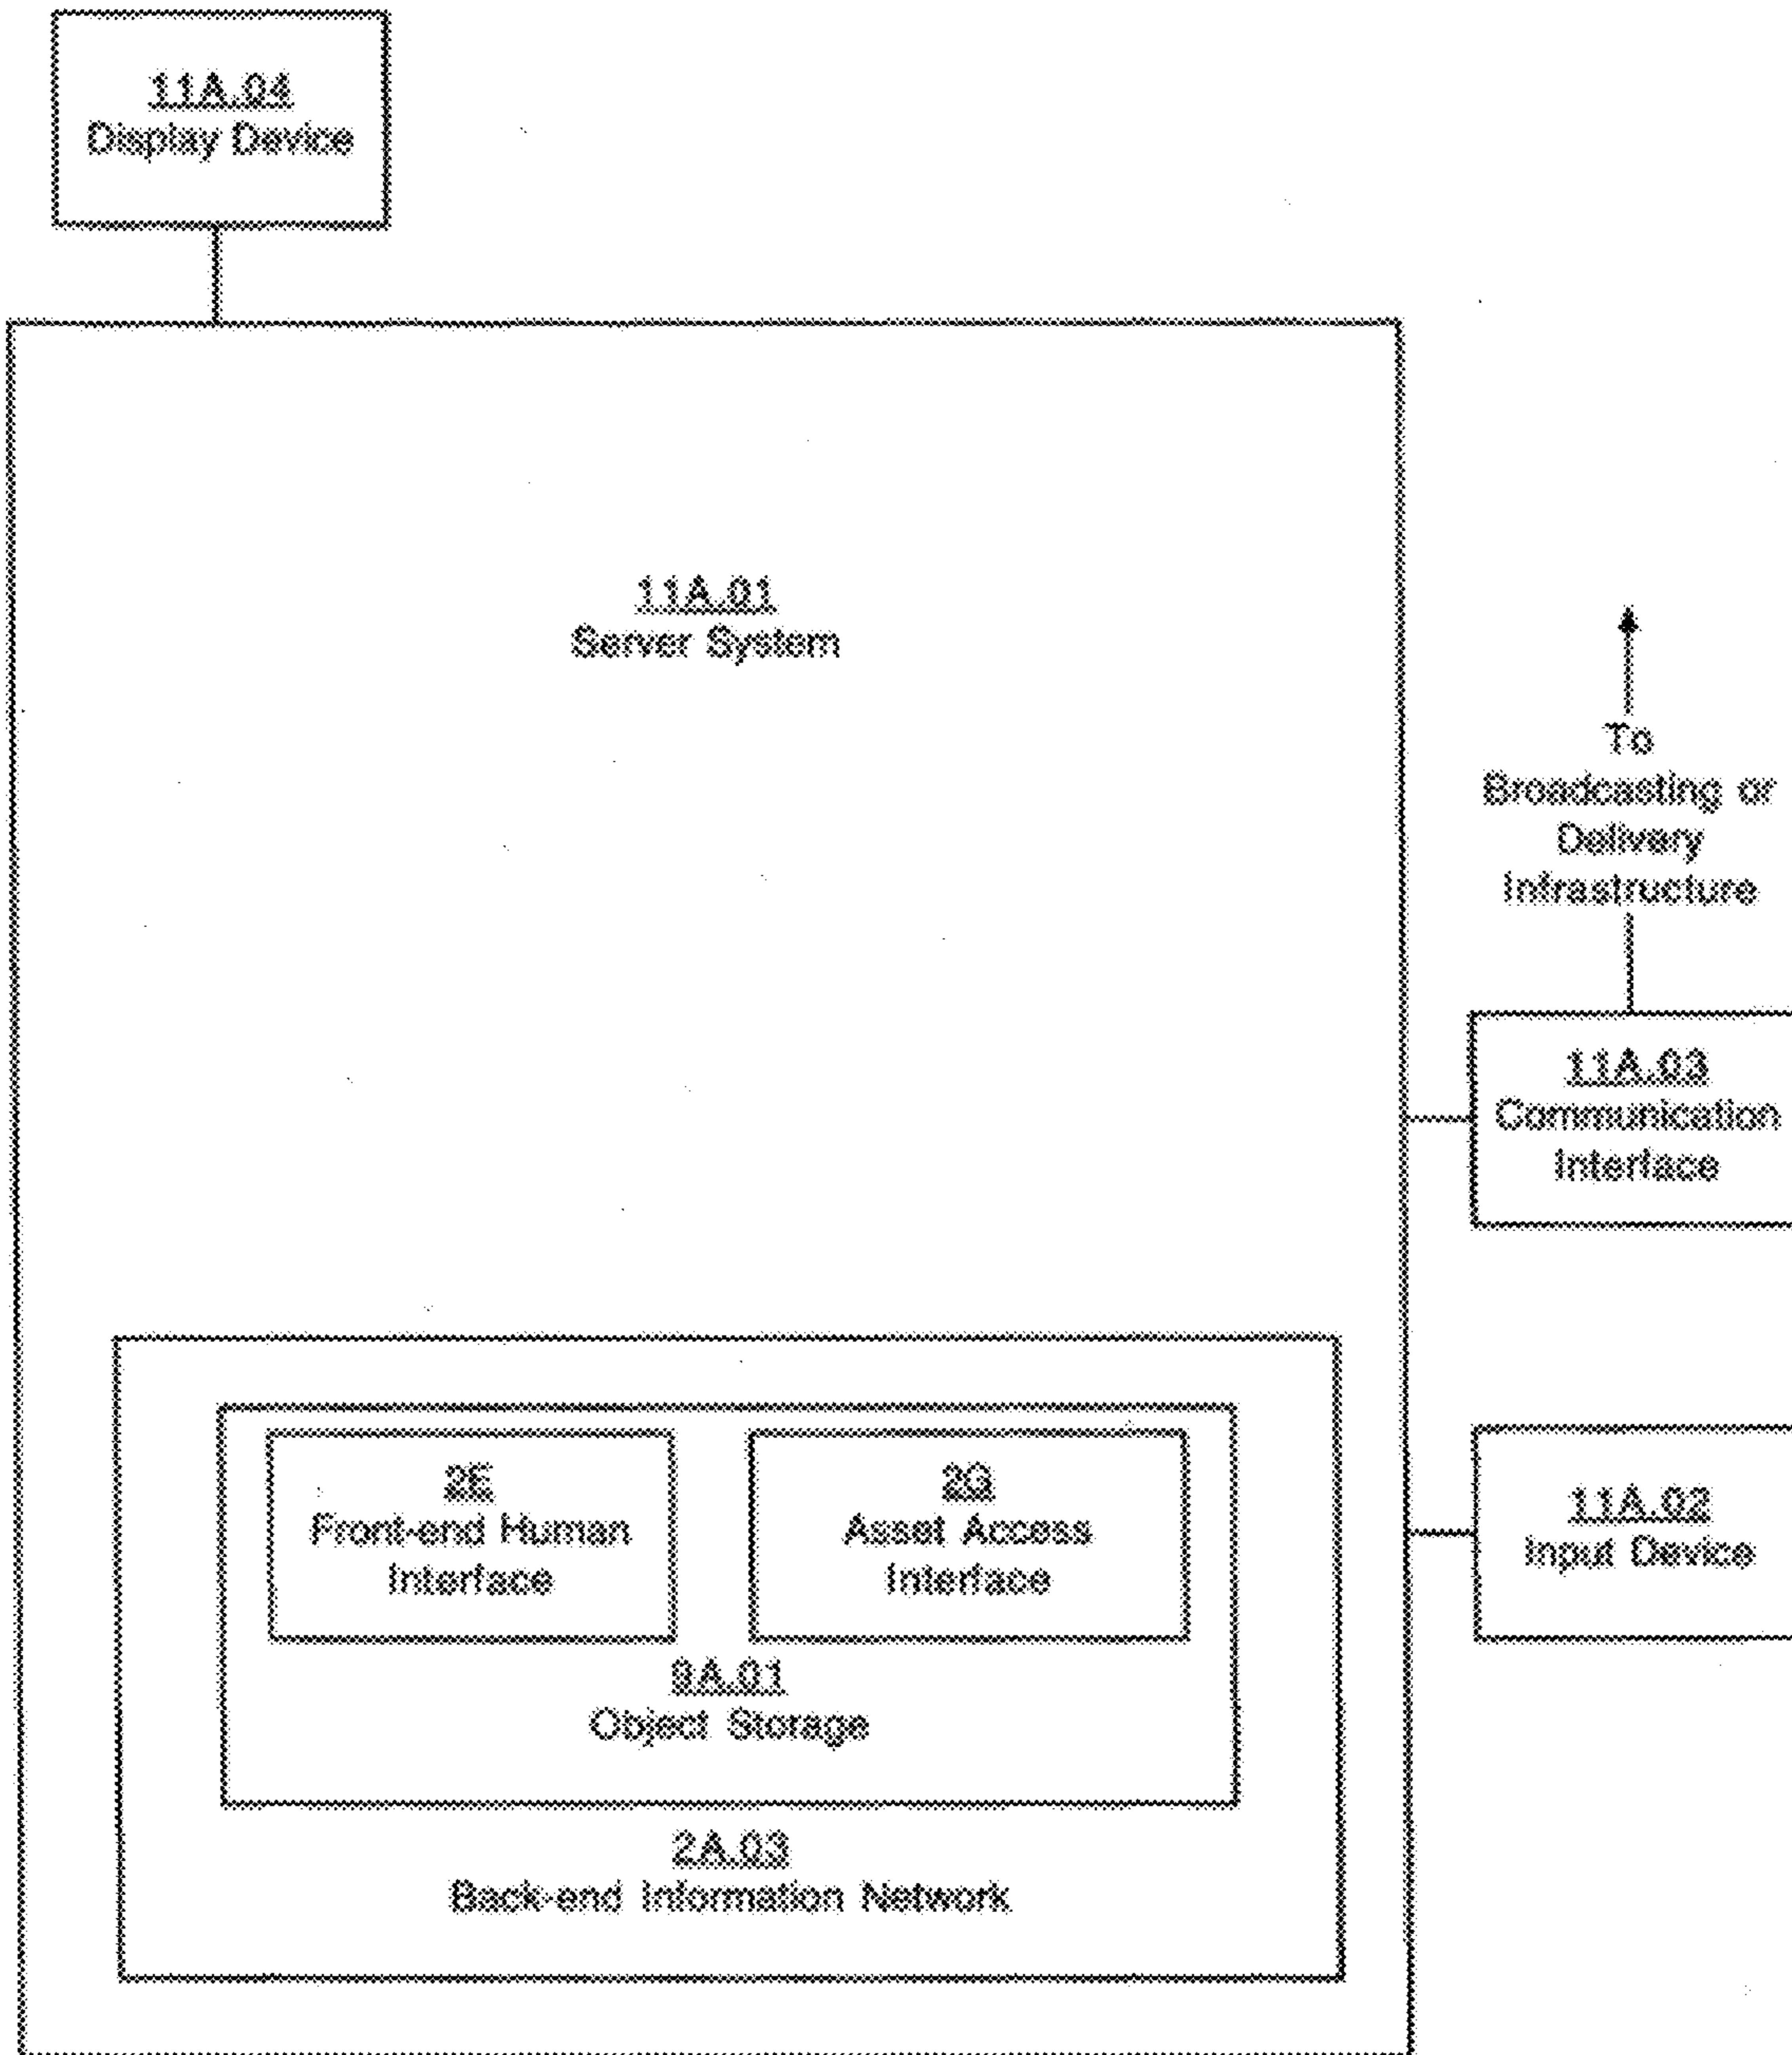 11A.04
Display Device
11A.01
Server System
To
Broadcasting or
Delivery
Infrastructure
11A.03
Communication
Interface
2E
Front-end Human
Interface
2G
Asset Access
Interface
11A.02
Input Device
9A.01
Object Storage
2A.03
Back-end Information Network